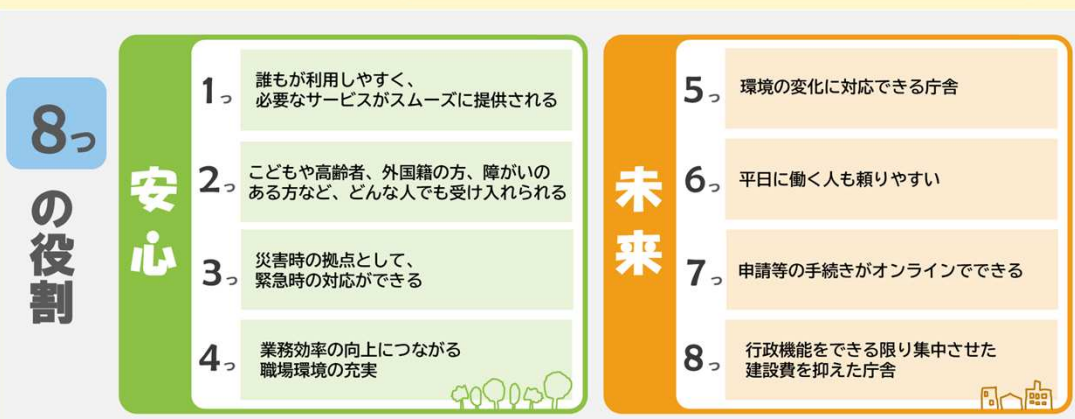 8つ
の役割
安心
1つ
誰もが利用しやすく、
必要なサービスがスムーズに提供される
2つ
こどもや高齢者、外国籍の方、障がいの
ある方など、どんな人でも受け入れられる
3つ
災害時の拠点として、
緊急時の対応ができる
4つ
業務効率の向上につながる
職場環境の充実
未来
5つ
環境の変化に対応できる庁舎
6つ
平日に働く人も頼りやすい
7つ
申請等の手続きがオンラインでできる
8つ
行政機能をできる限り集中させた
建設費を抑えた庁舎